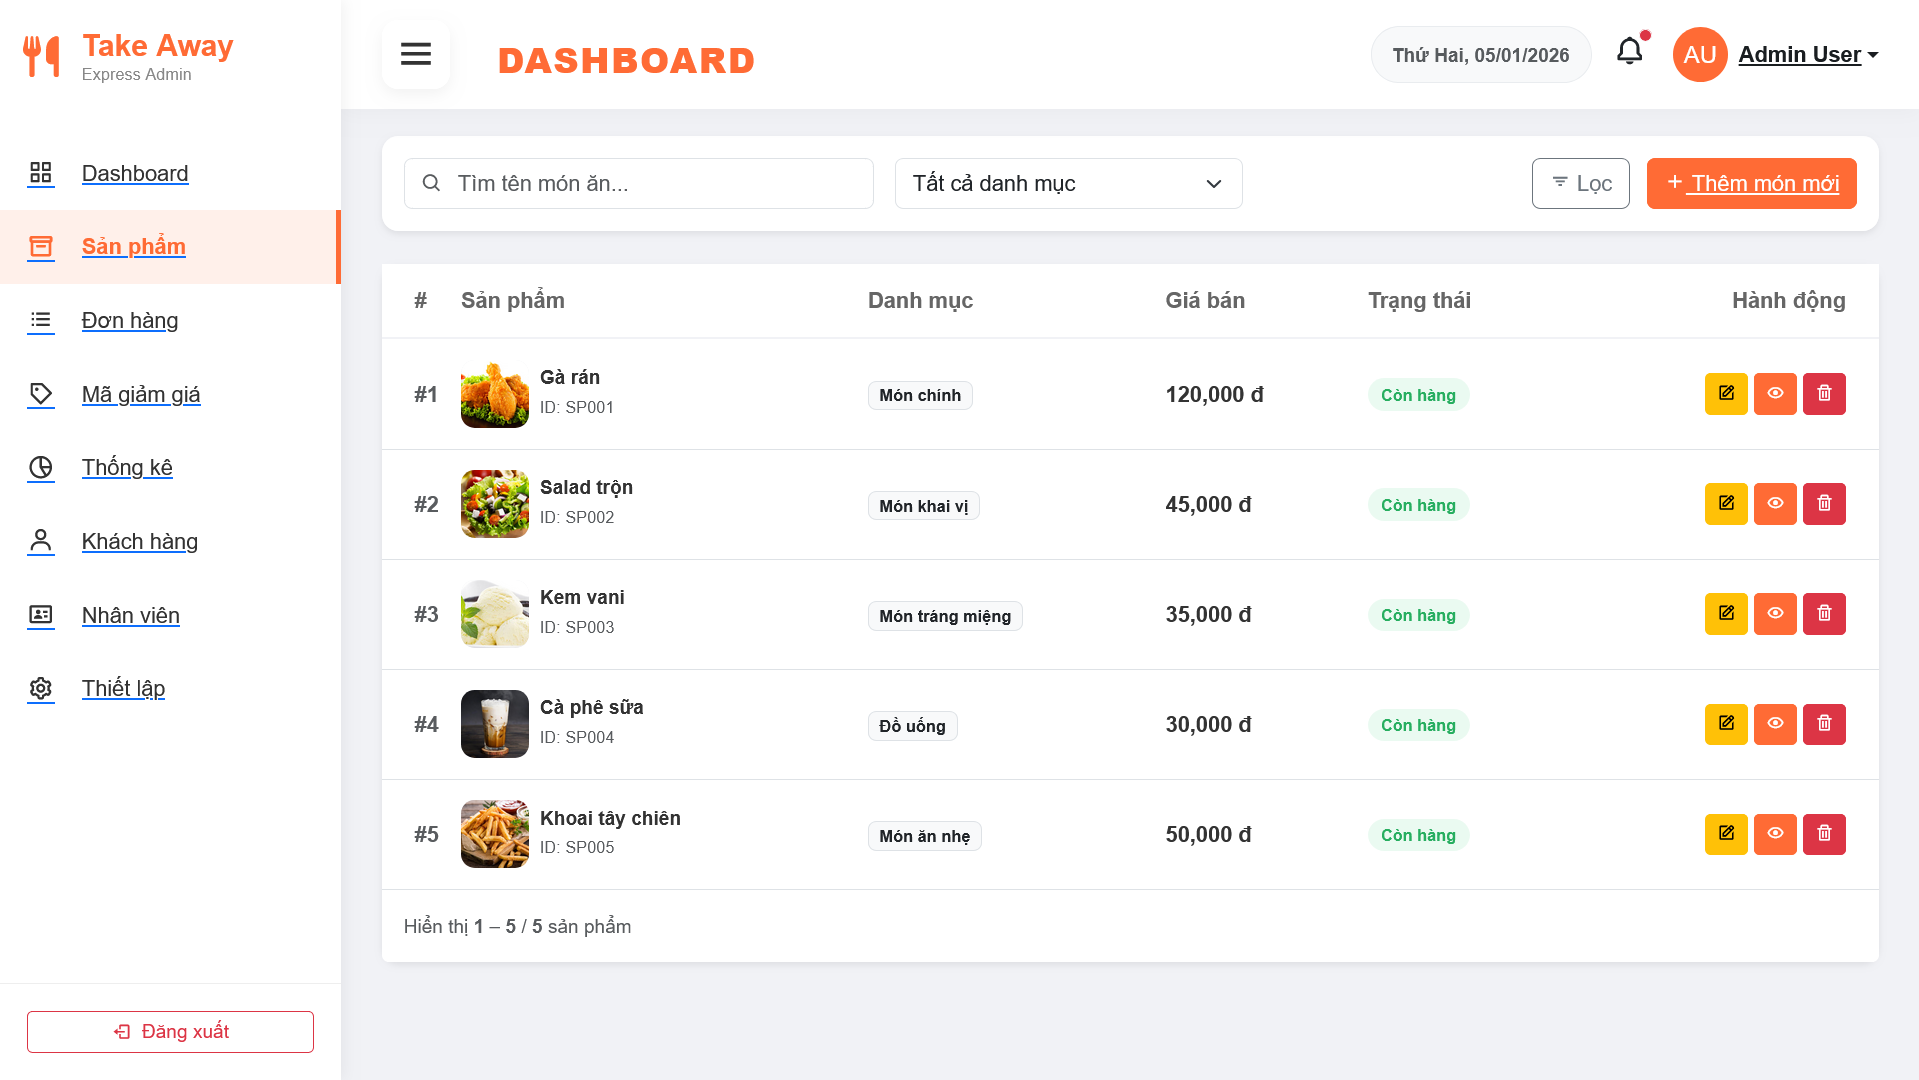 Take Away
Express Admin
DASHBOARD
Thứ Hai, 05/01/2026
AU
Admin User
Dashboard
Sản phẩm
Đơn hàng
Mã giảm giá
Thống kê
Khách hàng
Nhân viên
Thiết lập
Đăng xuất
Tìm tên món ăn...
Tất cả danh mục
Lọc
+ Thêm món mới
# Sản phẩm Danh mục Giá bán Trạng thái Hành động
#1 Gà rán Món chính 120,000 đ Còn hàng
ID: SP001
#2 Salad trộn Món khai vị 45,000 đ Còn hàng
ID: SP002
#3 Kem vani Món tráng miệng 35,000 đ Còn hàng
ID: SP003
#4 Cà phê sữa Đồ uống 30,000 đ Còn hàng
ID: SP004
#5 Khoai tây chiên Món ăn nhẹ 50,000 đ Còn hàng
ID: SP005
Hiển thị 1 – 5 / 5 sản phẩm